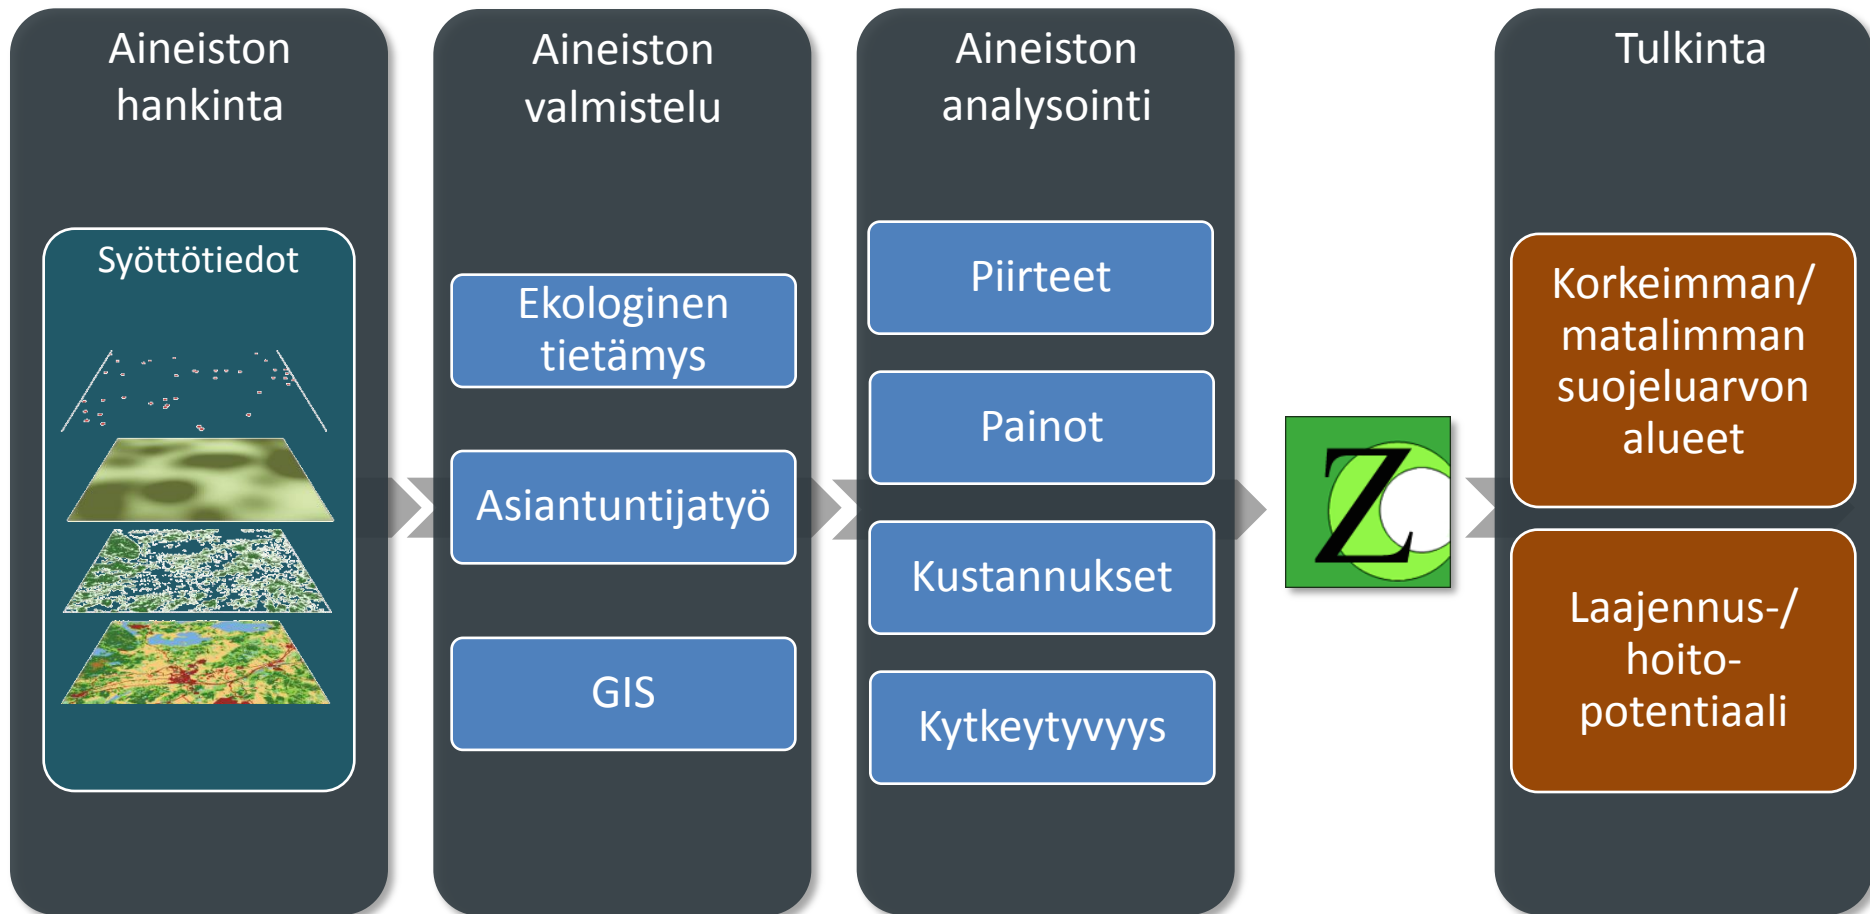 Aineiston
hankinta
Syöttötiedot
Aineiston
valmistelu
Ekologinen
tietämys
Asiantuntijatyö
GIS
Aineiston
analysointi
Piirteet
Painot
Kustannukset
Kytkeytyvyys
Z
Tulkinta
Korkeimman/
matalimman
suojeluarvon
alueet
Laajennus-/
hoito-
potentiaali